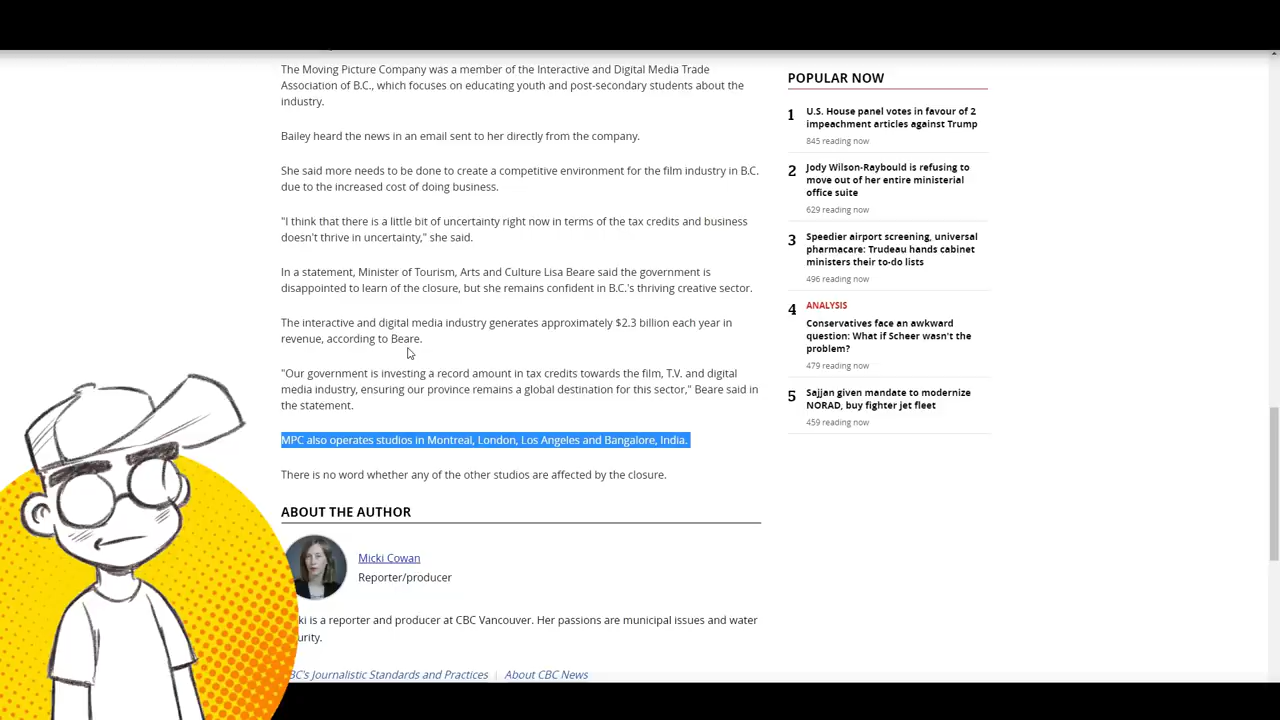 The Moving Picture Company was a member of the Interactive and Digital Media Trade
Association of B.C., which focuses on educating youth and post-secondary students about the
industry.
Bailey heard the news in an email sent to her directly from the company.
She said more needs to be done to create a competitive environment for the film industry in B.C.
due to the increased cost of doing business.
"I think that there is a little bit of uncertainty right now in terms of the tax credits and business
doesn't thrive in uncertainty," she said.
In a statement, Minister of Tourism, Arts and Culture Lisa Beare said the government is
disappointed to learn of the closure, but she remains confident in B.C.'s thriving creative sector.
The interactive and digital media industry generates approximately $2.3 billion each year in
revenue, according to Beare.
"Our government is investing a record amount in tax credits towards the film, T.V. and digital
media industry, ensuring our province remains a global destination for this sector," Beare said in
the statement.
MPC also operates studios in Montreal, London, Los Angeles and Bangalore, India.
There is no word whether any of the other studios are affected by the closure.
ABOUT THE AUTHOR
Micki Cowan
Reporter/producer
ki is a reporter and producer at CBC Vancouver. Her passions are municipal issues and water
urity.
BC's Journalistic Standards and Practices | About CBC News
POPULAR NOW
1
U.S. House panel votes in favour of 2
impeachment articles against Trump
845 reading now
2
Jody Wilson-Raybould is refusing to
move out of her entire ministerial
office suite
629 reading now
3
Speedier airport screening, universal
pharmacare: Trudeau hands cabinet
ministers their to-do lists
496 reading now
4
ANALYSIS
Conservatives face an awkward
question: What if Scheer wasn't the
problem?
479 reading now
5
Sajjan given mandate to modernize
NORAD, buy fighter jet fleet
459 reading now